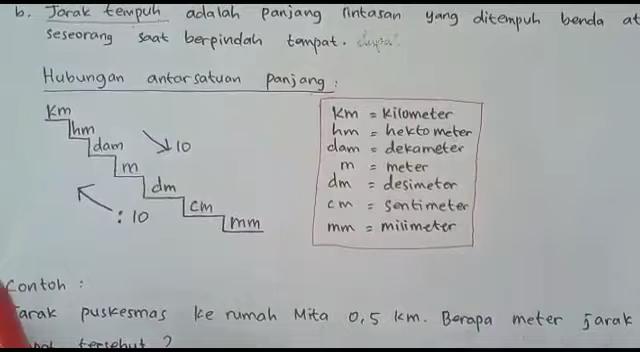 b. Jarak tempuh adalah panjang lintasan yang ditempuh benda
seseorang saat berpindah tempat.
Hubungan antarsatuan panjang :
km
hm
dam
m
dm
cm
mm
10
: 10
km = kilometer
hm = hektometer
dam = dekameter
m = meter
dm = desimeter
cm = sentimeter
mm = milimeter
Contoh :
Jarak puskesmas ke rumah Mita 0,5 km. Berapa meter jarak
tersebut ?